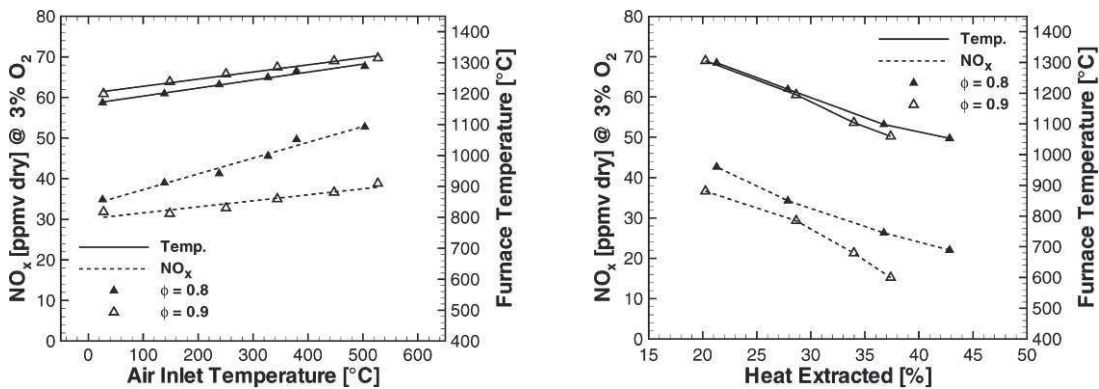 80
70
60
50
40
30
20
10
0
NOx [ppmv dry] @ 3% O2
1400
1300
1200
1100
1000
900
800
700
600
500
400
Furnace Temperature [°C]
Temp.
NOx
ϕ = 0.8
ϕ = 0.9
0 100 200 300 400 500 600
Air Inlet Temperature [°C]
80
70
60
50
40
30
20
10
0
NOx [ppmv dry] @ 3% O2
1400
1300
1200
1100
1000
900
800
700
600
500
400
Furnace Temperature [°C]
Temp.
NOx
ϕ = 0.8
ϕ = 0.9
15 20 25 30 35 40 45 50
Heat Extracted [%]